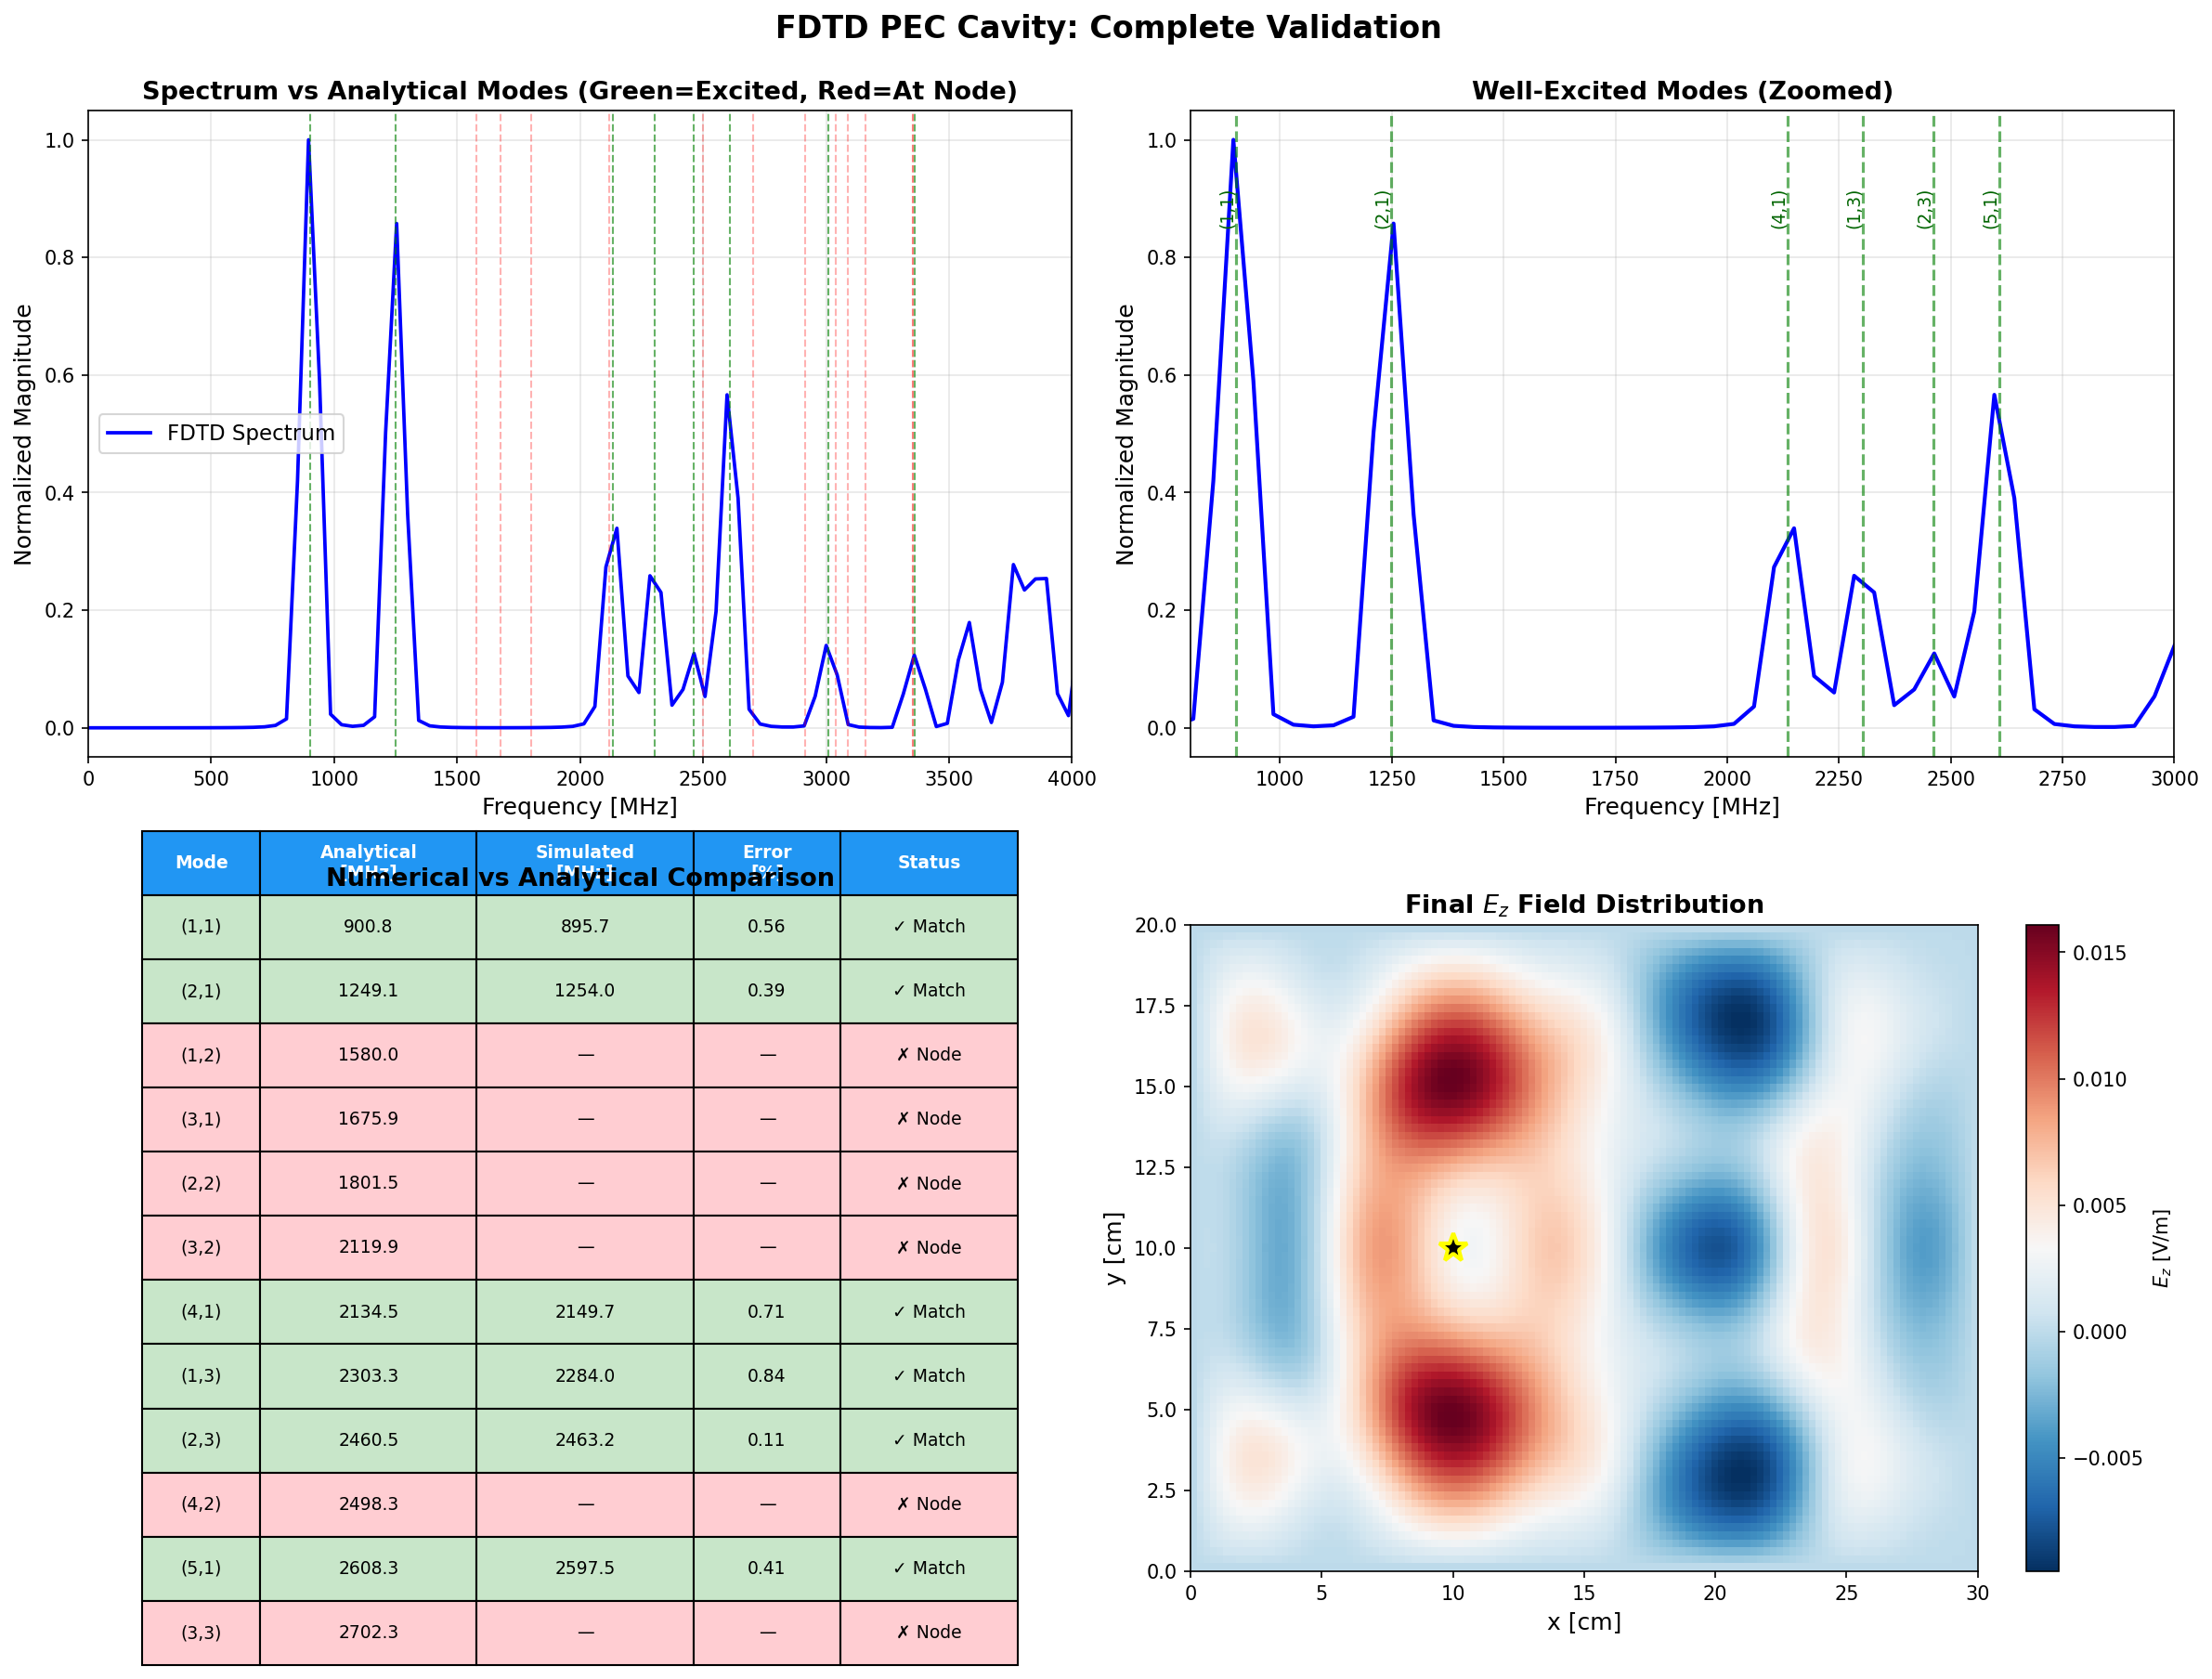 FDTD PEC Cavity: Complete Validation
Spectrum vs Analytical Modes (Green=Excited, Red=At Node)
1.0
0.8
0.6
0.4
0.2
0.0
Normalized Magnitude
FDTD Spectrum
0 500 1000 1500 2000 2500 3000 3500 4000
Frequency [MHz]
Well-Excited Modes (Zoomed)
1.0
0.8
0.6
0.4
0.2
0.0
Normalized Magnitude
(1,1) (2,1) (4,1) (1,3) (2,3) (5,1)
1000 1250 1500 1750 2000 2250 2500 2750 3000
Frequency [MHz]
Numerical vs Analytical Comparison
Mode Analytical [MHz] Simulated [MHz] Error [%] Status
(1,1) 900.8 895.7 0.56 ✓ Match
(2,1) 1249.1 1254.0 0.39 ✓ Match
(1,2) 1580.0 — — ✗ Node
(3,1) 1675.9 — — ✗ Node
(2,2) 1801.5 — — ✗ Node
(3,2) 2119.9 — — ✗ Node
(4,1) 2134.5 2149.7 0.71 ✓ Match
(1,3) 2303.3 2284.0 0.84 ✓ Match
(2,3) 2460.5 2463.2 0.11 ✓ Match
(4,2) 2498.3 — — ✗ Node
(5,1) 2608.3 2597.5 0.41 ✓ Match
(3,3) 2702.3 — — ✗ Node
Final E_z Field Distribution
20.0
17.5
15.0
12.5
10.0
7.5
5.0
2.5
0.0
y [cm]
0 5 10 15 20 25 30
x [cm]
0.015
0.010
0.005
0.000
−0.005
E_z [V/m]